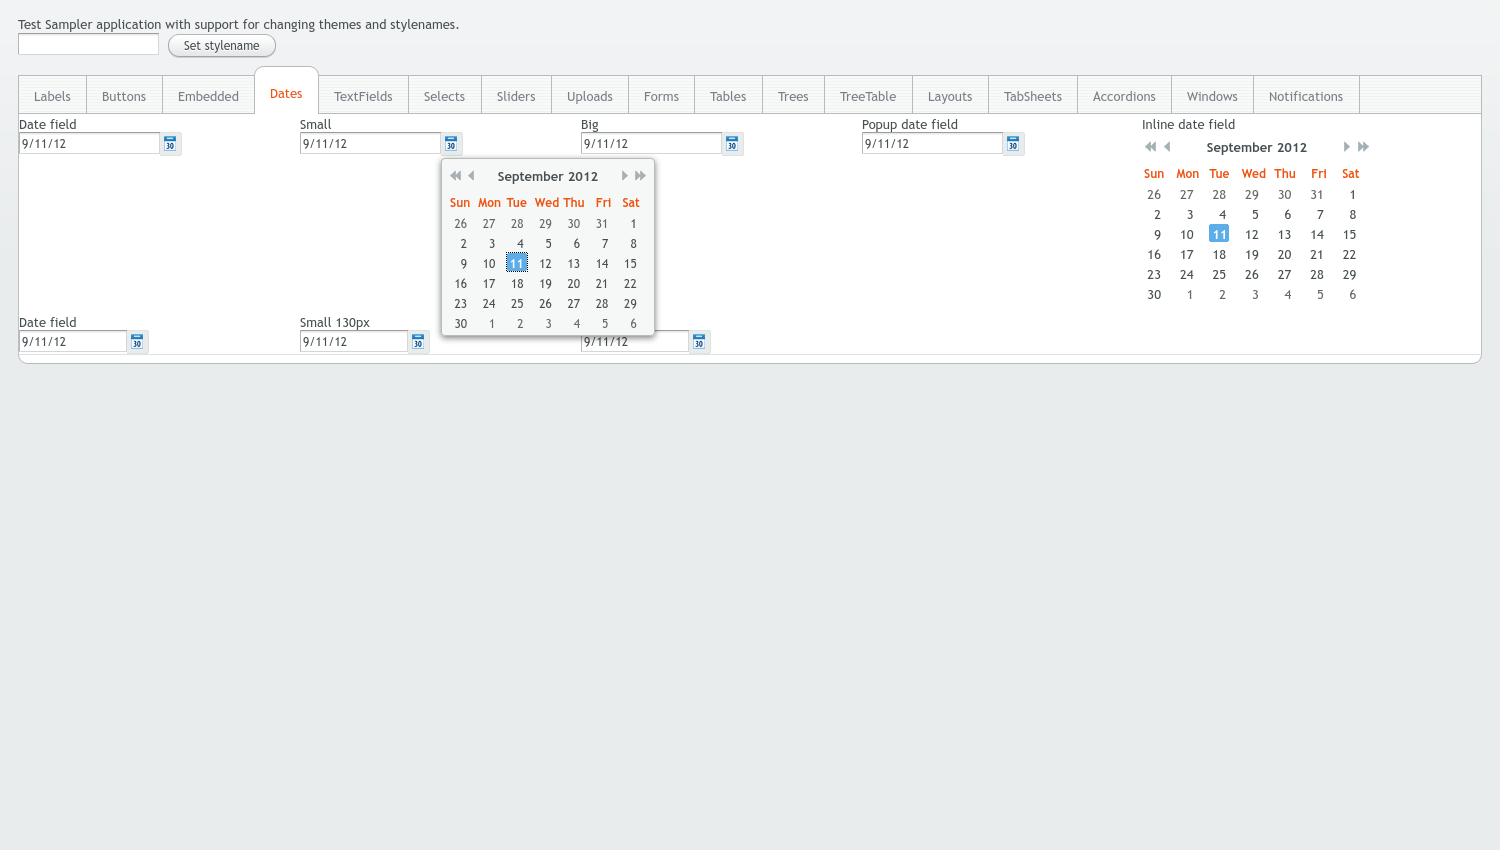 Test Sampler application with support for changing themes and stylenames.
Set stylename
Labels Buttons Embedded Dates TextFields Selects Sliders Uploads Forms Tables Trees TreeTable Layouts TabSheets Accordions Windows Notifications
Date field Small Big Popup date field Inline date field
9/11/12 9/11/12 9/11/12 9/11/12
September 2012
Sun Mon Tue Wed Thu Fri Sat
26 27 28 29 30 31 1
2 3 4 5 6 7 8
9 10 11 12 13 14 15
16 17 18 19 20 21 22
23 24 25 26 27 28 29
30 1 2 3 4 5 6
September 2012
Sun Mon Tue Wed Thu Fri Sat
26 27 28 29 30 31 1
2 3 4 5 6 7 8
9 10 11 12 13 14 15
16 17 18 19 20 21 22
23 24 25 26 27 28 29
30 1 2 3 4 5 6
Date field Small 130px
9/11/12 9/11/12 9/11/12